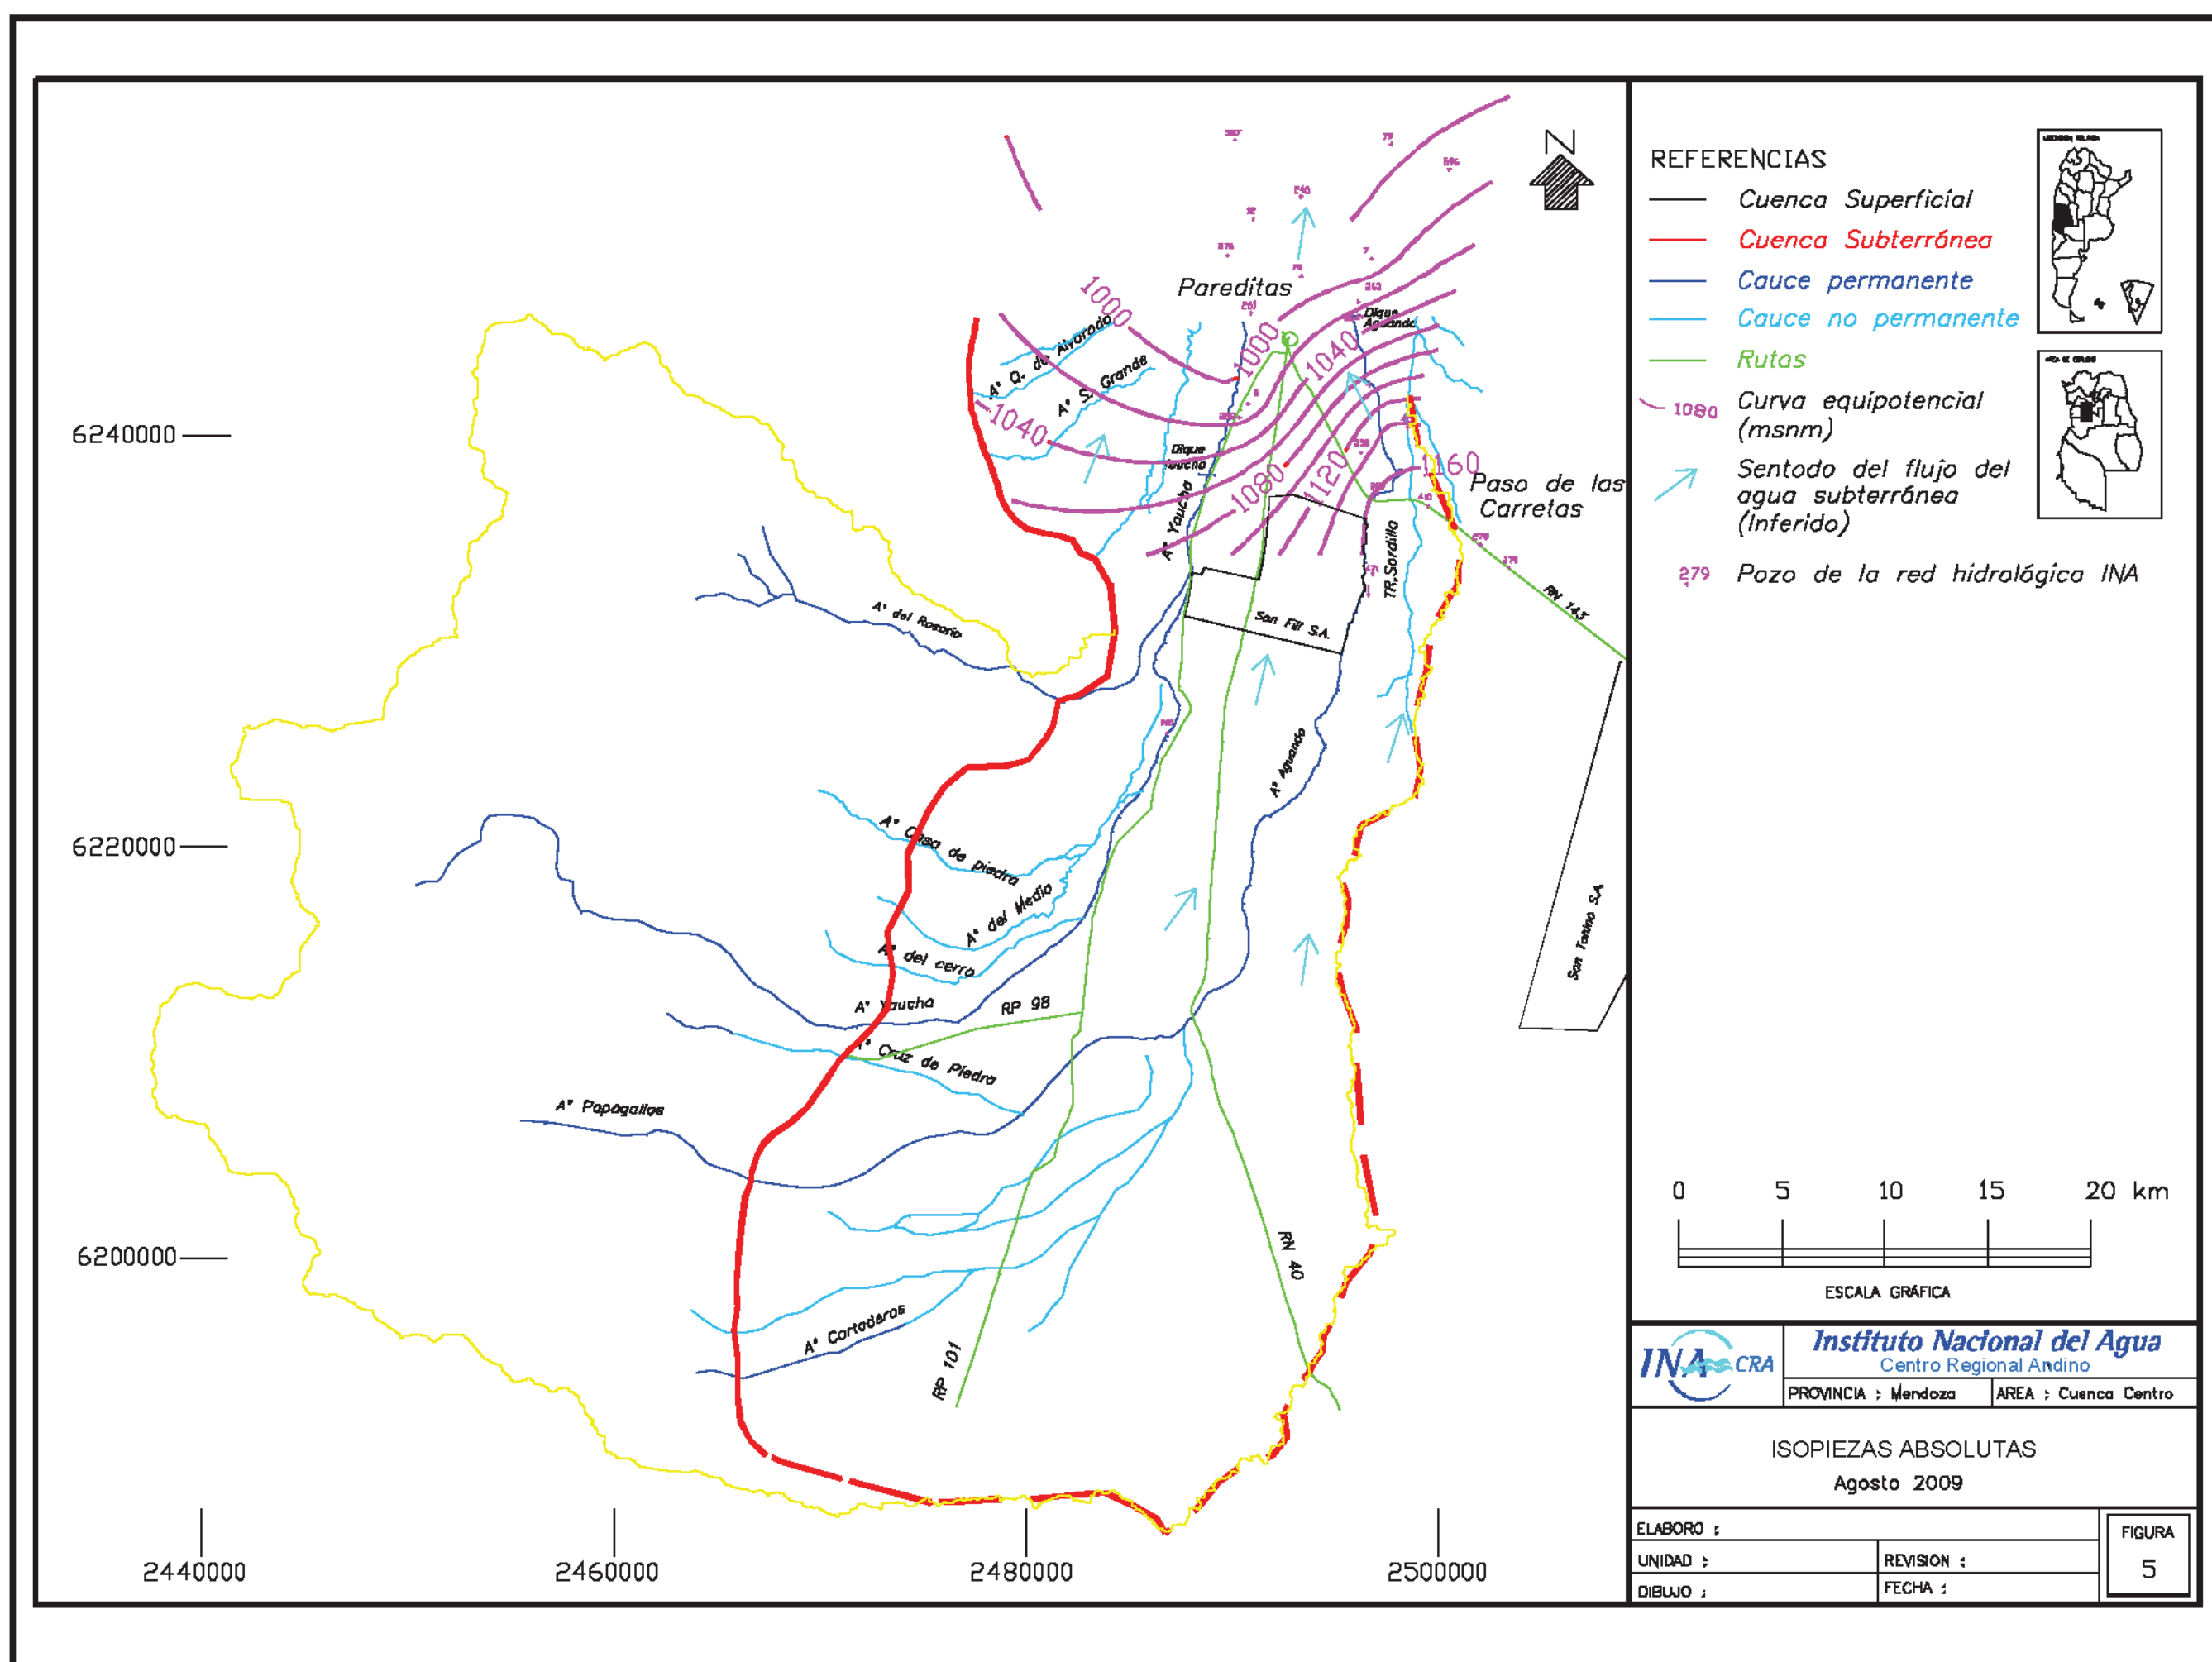 N
Pareditas
1000
A° Q. de Alvarado
A° S. Grande
1000
1040
Dique
Aguanda
1040
6240000
Dique
Yaucha
1080
1120
1160
Paso de las
Carretas
A° Yaucha
TR. Sordilla
A° del Rosario
San Fili S.A.
RN 143
A° Aguanda
6220000
A° Casa de piedra
A° del Medio
A° del cerro
San Torino S.A.
A° Yaucha
RP 98
A° Cruz de Piedra
A° Papagallos
6200000
RN 40
A° Cortaderas
RP 101
2440000
2460000
2480000
2500000
REFERENCIAS
Cuenca Superficial
Cuenca Subterránea
Cauce permanente
Cauce no permanente
Rutas
1080 Curva equipotencial
(msnm)
Sentodo del flujo del
agua subterránea
(inferido)
279 Pozo de la red hidrológica INA
0 5 10 15 20 km
ESCALA GRÁFICA
INA CRA
Instituto Nacional del Agua
Centro Regional Andino
PROVINCIA : Mendoza
AREA : Cuenca Centro
ISOPIEZAS ABSOLUTAS
Agosto 2009
ELABORO :
UNIDAD :
REVISION :
DIBUJO :
FECHA :
FIGURA
5